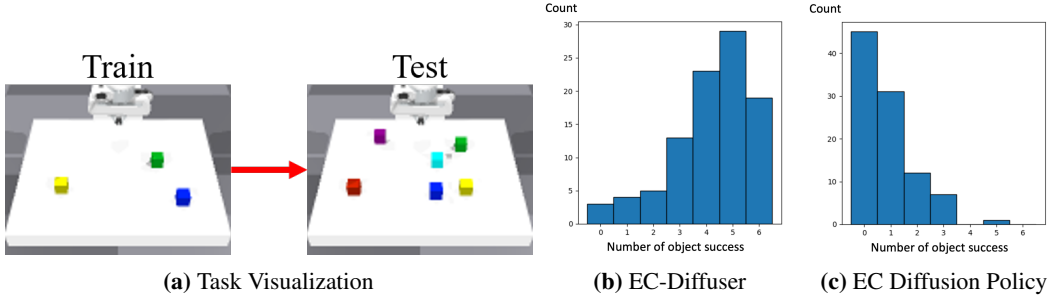 Train
Test
(a) Task Visualization
Count
30
25
20
15
10
5
0
0 1 2 3 4 5 6
Number of object success
(b) EC-Diffuser
Count
40
30
20
10
0
0 1 2 3 4 5 6
Number of object success
(c) EC Diffusion Policy